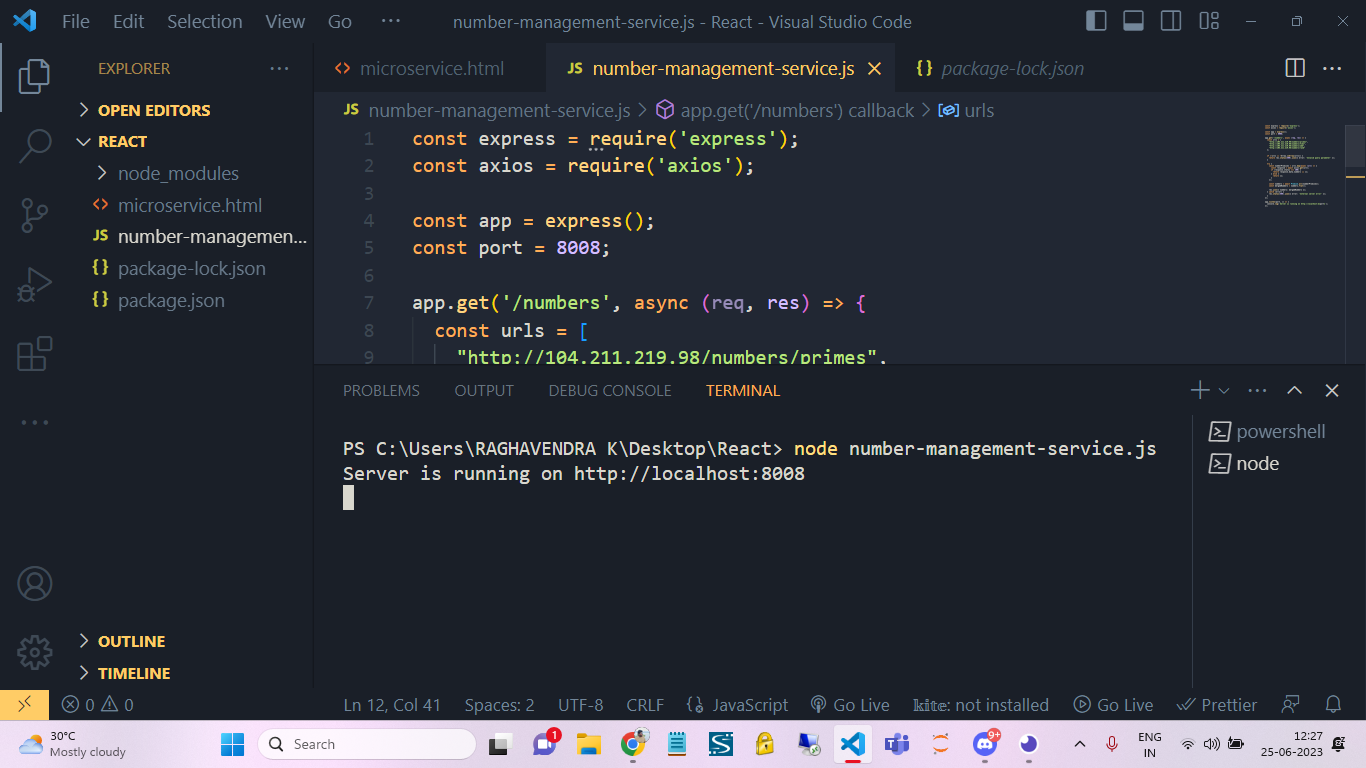 File Edit Selection View Go ··· number-management-service.js - React - Visual Studio Code
EXPLORER
OPEN EDITORS
REACT
node_modules
microservice.html
JS number-managemen...
{} package-lock.json
{} package.json
OUTLINE
TIMELINE
<> microservice.html JS number-management-service.js {} package-lock.json
JS number-management-service.js > app.get('/numbers') callback > urls
1 const express = require('express');
2 const axios = require('axios');
3
4 const app = express();
5 const port = 8008;
6
7 app.get('/numbers', async (req, res) => {
8 const urls = [
9 "http://104.211.219.98/numbers/primes",
PROBLEMS OUTPUT DEBUG CONSOLE TERMINAL
PS C:\Users\RAGHAVENDRA K\Desktop\React> node number-management-service.js
Server is running on http://localhost:8008
powershell
node
0 0 Ln 12, Col 41 Spaces: 2 UTF-8 CRLF {} JavaScript Go Live kite: not installed Go Live Prettier
30°C
Mostly cloudy
Search
1
9+
ENG
IN
12:27
25-06-2023